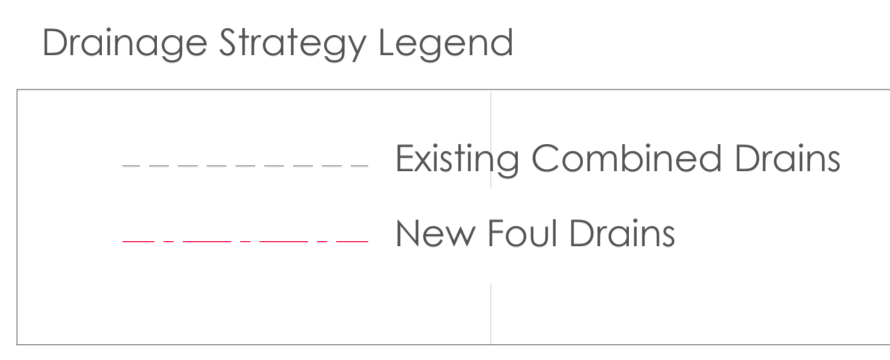 Drainage Strategy Legend
Existing Combined Drains
New Foul Drains